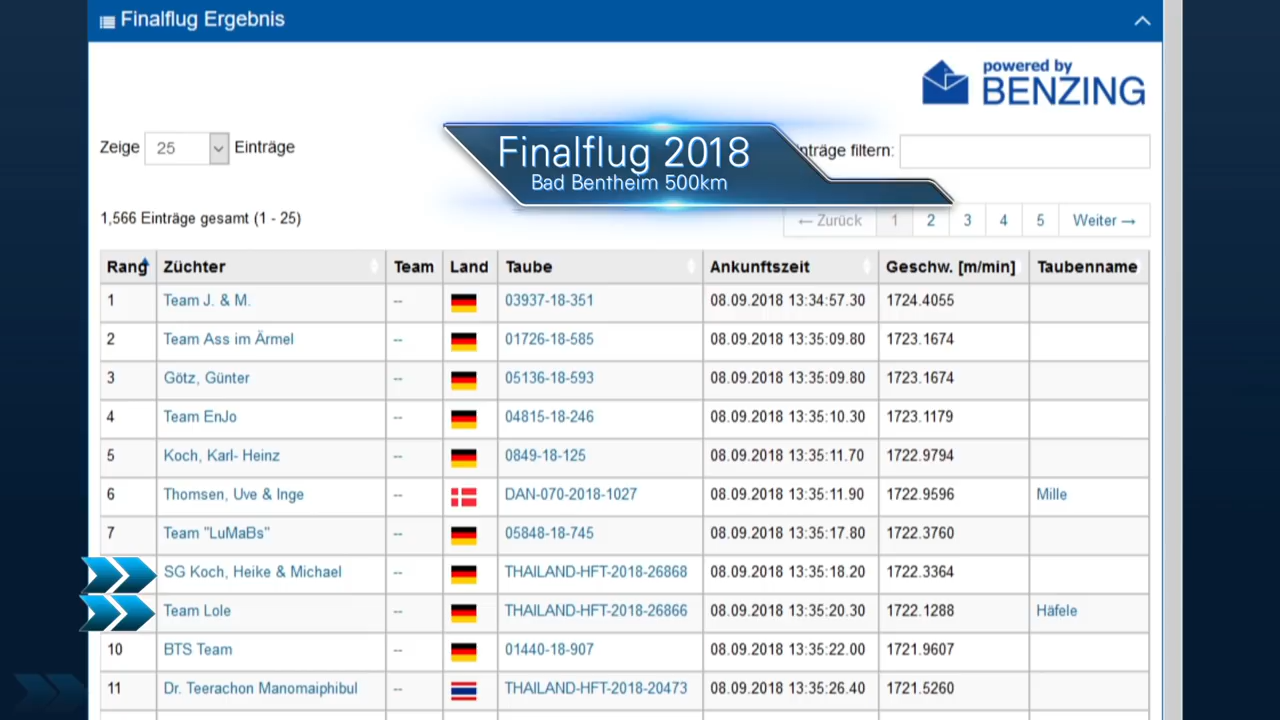 Finalflug Ergebnis
powered by
BENZING
Finalflug 2018
Bad Bentheim 500km
Zeige 25 Einträge
nträge filtern:
1,566 Einträge gesamt (1 - 25)
← Zurück 1 2 3 4 5 Weiter →
Rang Züchter Team Land Taube Ankunftszeit Geschw. [m/min] Taubenname
1 Team J. & M. -- 03937-18-351 08.09.2018 13:34:57.30 1724.4055
2 Team Ass im Ärmel -- 01726-18-585 08.09.2018 13:35:09.80 1723.1674
3 Götz, Günter -- 05136-18-593 08.09.2018 13:35:09.80 1723.1674
4 Team EnJo -- 04815-18-246 08.09.2018 13:35:10.30 1723.1179
5 Koch, Karl- Heinz -- 0849-18-125 08.09.2018 13:35:11.70 1722.9794
6 Thomsen, Uve & Inge -- DAN-070-2018-1027 08.09.2018 13:35:11.90 1722.9596 Mille
7 Team "LuMaBs" -- 05848-18-745 08.09.2018 13:35:17.80 1722.3760
SG Koch, Heike & Michael -- THAILAND-HFT-2018-26868 08.09.2018 13:35:18.20 1722.3364
Team Lole -- THAILAND-HFT-2018-26866 08.09.2018 13:35:20.30 1722.1288 Häfele
10 BTS Team -- 01440-18-907 08.09.2018 13:35:22.00 1721.9607
11 Dr. Teerachon Manomaiphibul -- THAILAND-HFT-2018-20473 08.09.2018 13:35:26.40 1721.5260